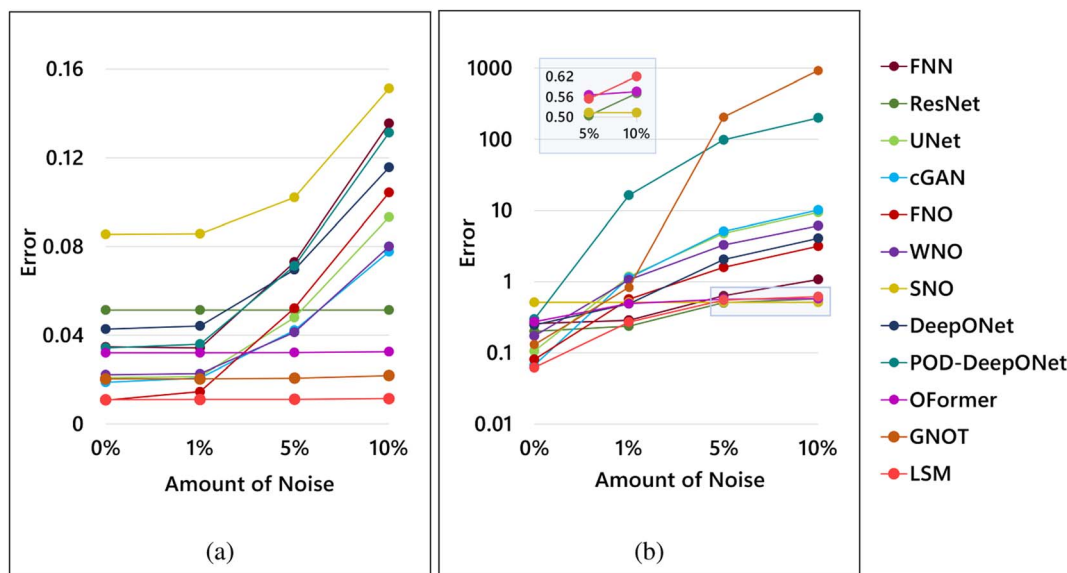 0.16
0.12
0.08
0.04
0
Error
0% 1% 5% 10%
Amount of Noise
(a)
1000
100
10
1
0.1
0.01
Error
0.62
0.56
0.50
5% 10%
0% 1% 5% 10%
Amount of Noise
(b)
FNN
ResNet
UNet
cGAN
FNO
WNO
SNO
DeepONet
POD-DeepONet
OFormer
GNOT
LSM